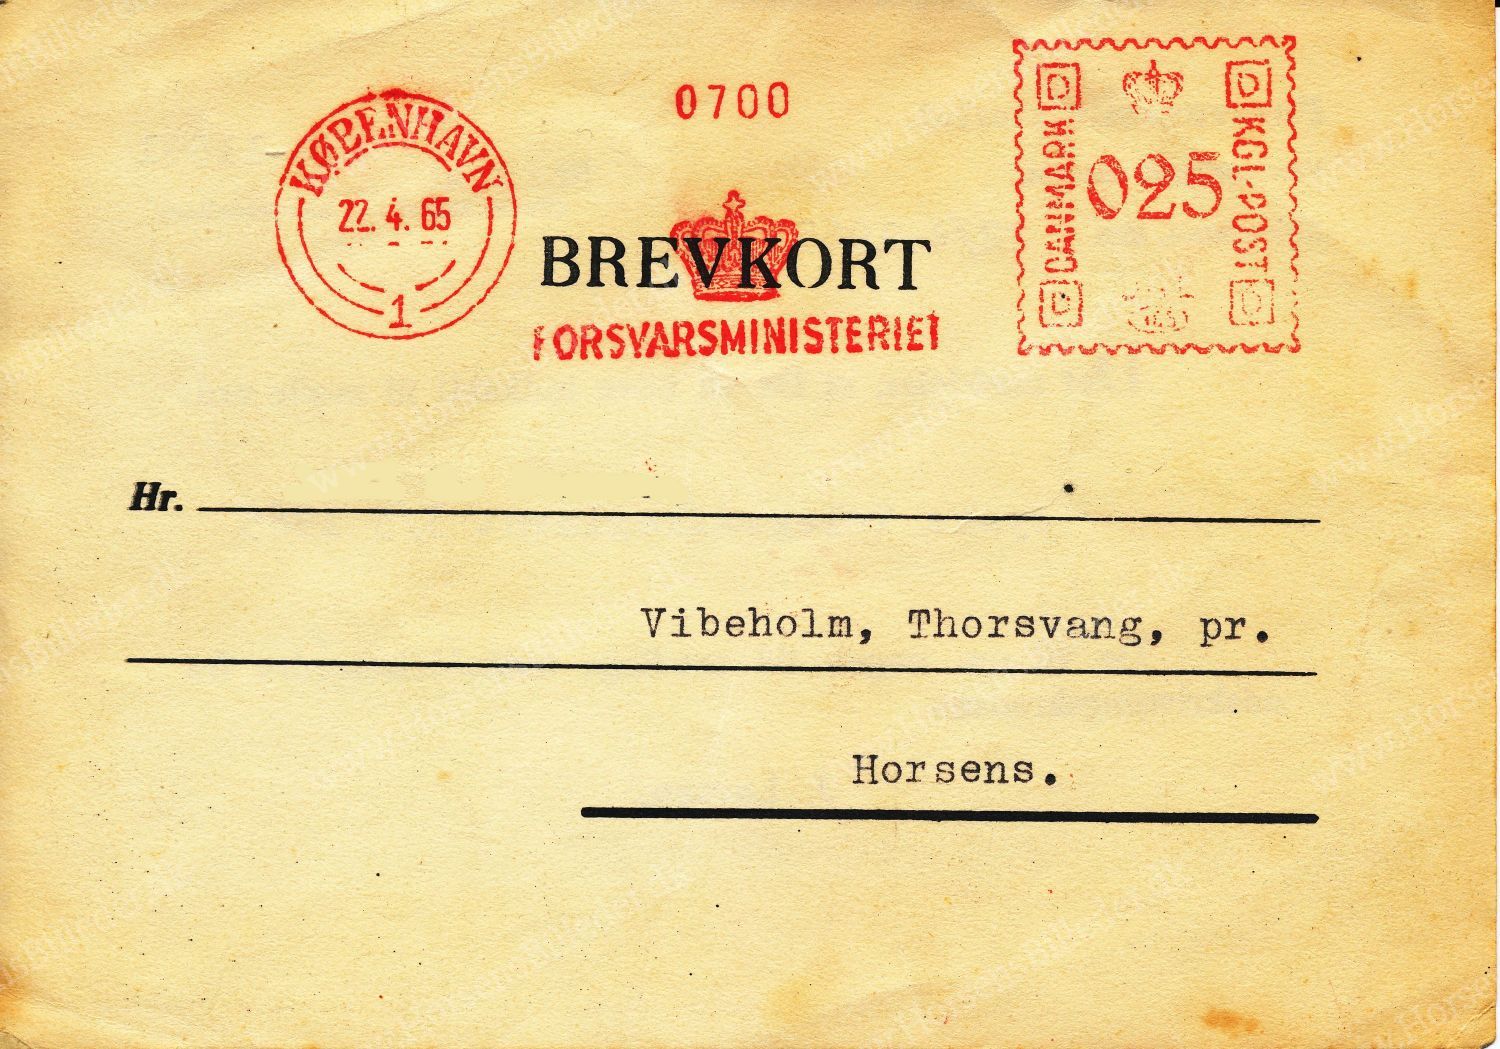 KØBENHAVN
22. 4. 65
1
0700
BREVKORT
FORSVARSMINISTERIET
D D
DANMARK
025
KGL POST
D D
Hr.
Vibeholm, Thorsvang, pr.
Horsens.